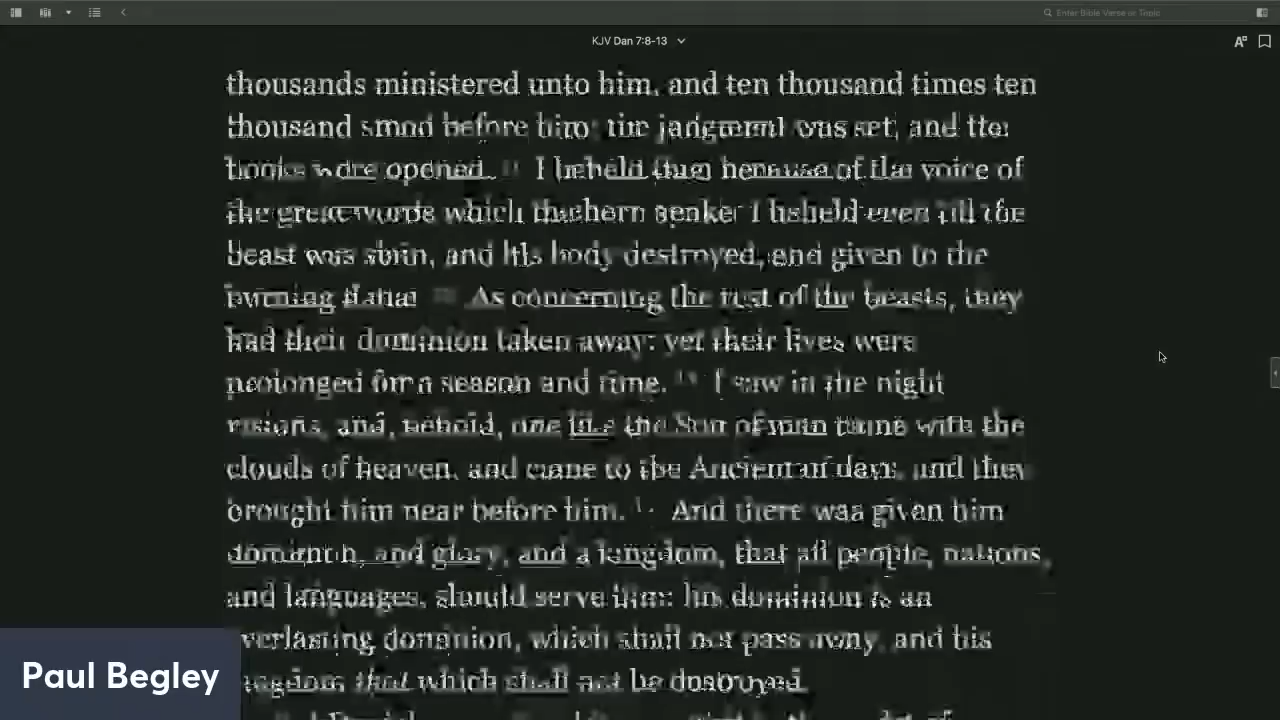 Enter Bible Verse or Topic
KJV Dan 7:8-13
thousands ministered unto him, and ten thousand times ten
thousand stood before him: the judgment was set, and the
books were opened. I beheld then because of the voice of
the great words which the horn spake: I beheld even till the
beast was slain, and his body destroyed, and given to the
burning flame. As concerning the rest of the beasts, they
had their dominion taken away: yet their lives were
prolonged for a season and time. I saw in the night
visions, and, behold, one like the Son of man came with the
clouds of heaven, and came to the Ancient of days, and they
brought him near before him. And there was given him
dominion, and glory, and a kingdom, that all people, nations,
and languages, should serve him: his dominion is an
everlasting dominion, which shall not pass away, and his
kingdom that which shall not be destroyed.
Paul Begley